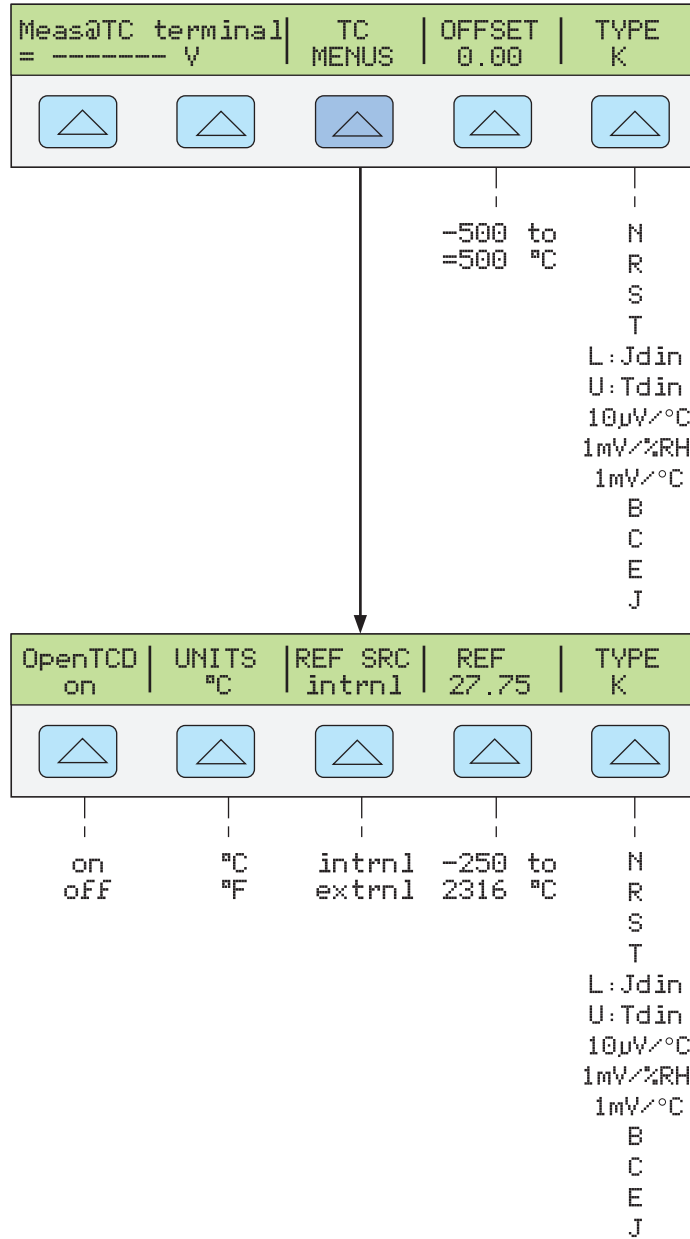 Meas@TC terminal TC OFFSET TYPE
= ------- V MENUS 0.00 K
-500 to
=500 °C
N
R
S
T
L:Jdin
U:Tdin
10µV/°C
1mV/%RH
1mV/°C
B
C
E
J
OpenTCD UNITS REF SRC REF TYPE
on °C intrnl 27.75 K
on
off
°C
°F
intrnl
extrnl
-250 to
2316 °C
N
R
S
T
L:Jdin
U:Tdin
10µV/°C
1mV/%RH
1mV/°C
B
C
E
J